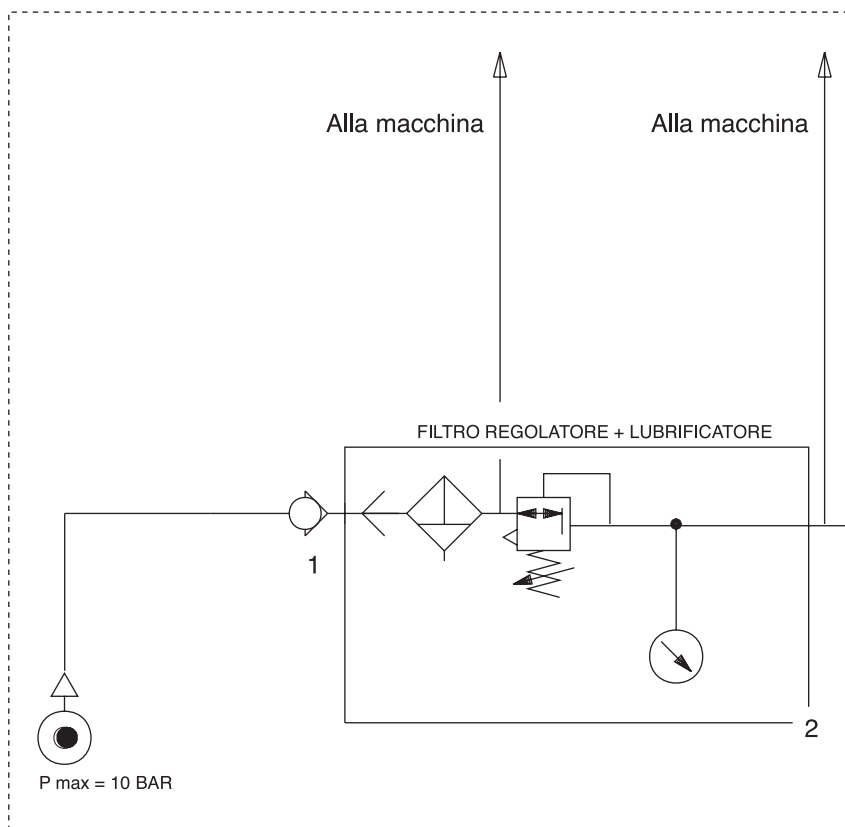 Alla macchina
Alla macchina
FILTRO REGOLATORE + LUBRIFICATORE
1
2
P max = 10 BAR